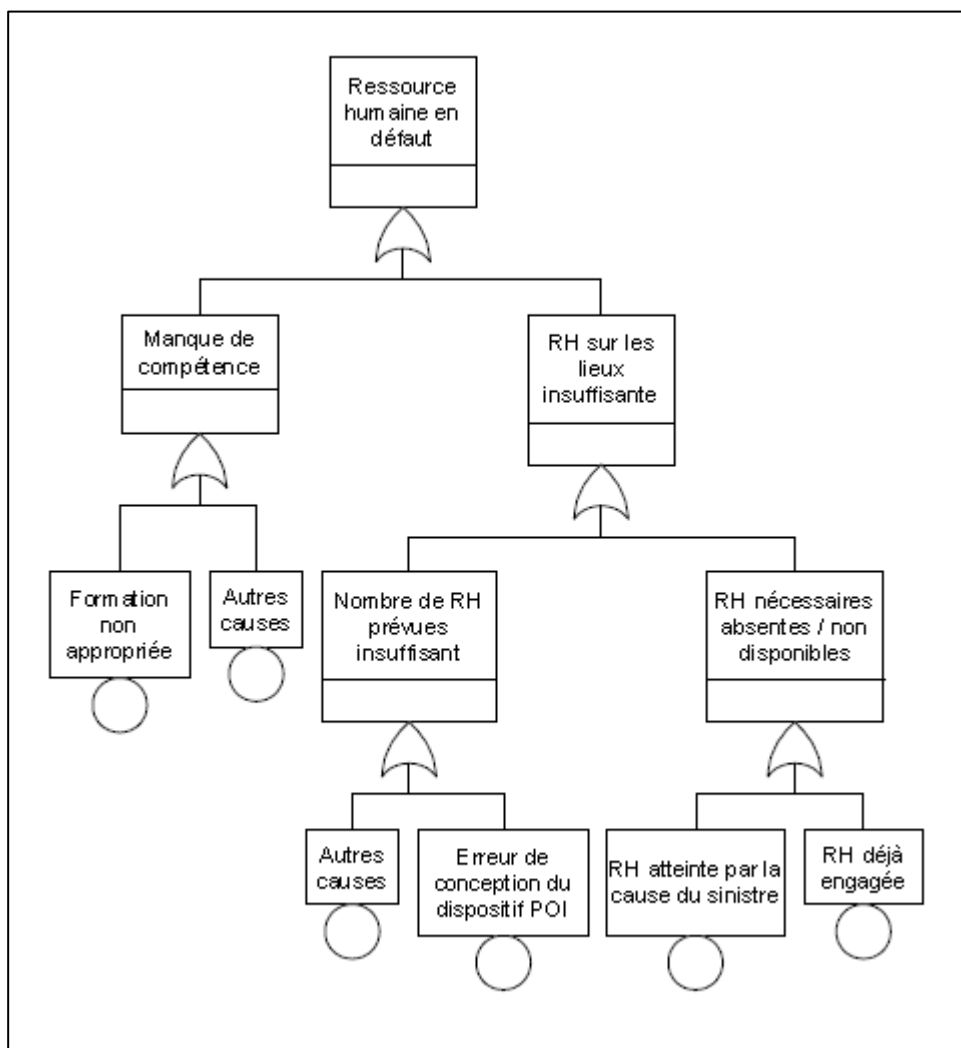 Ressource
humaine en
défaut
Manque de
compétence
RH sur les
lieux
insuffisante
Formation
non
appropriée
Autres
causes
Nombre de RH
prévues
insuffisant
RH nécessaires
absentes / non
disponibles
Autres
causes
Erreur de
conception du
dispositif POI
RH atteinte par la
cause du sinistre
RH déjà
engagée